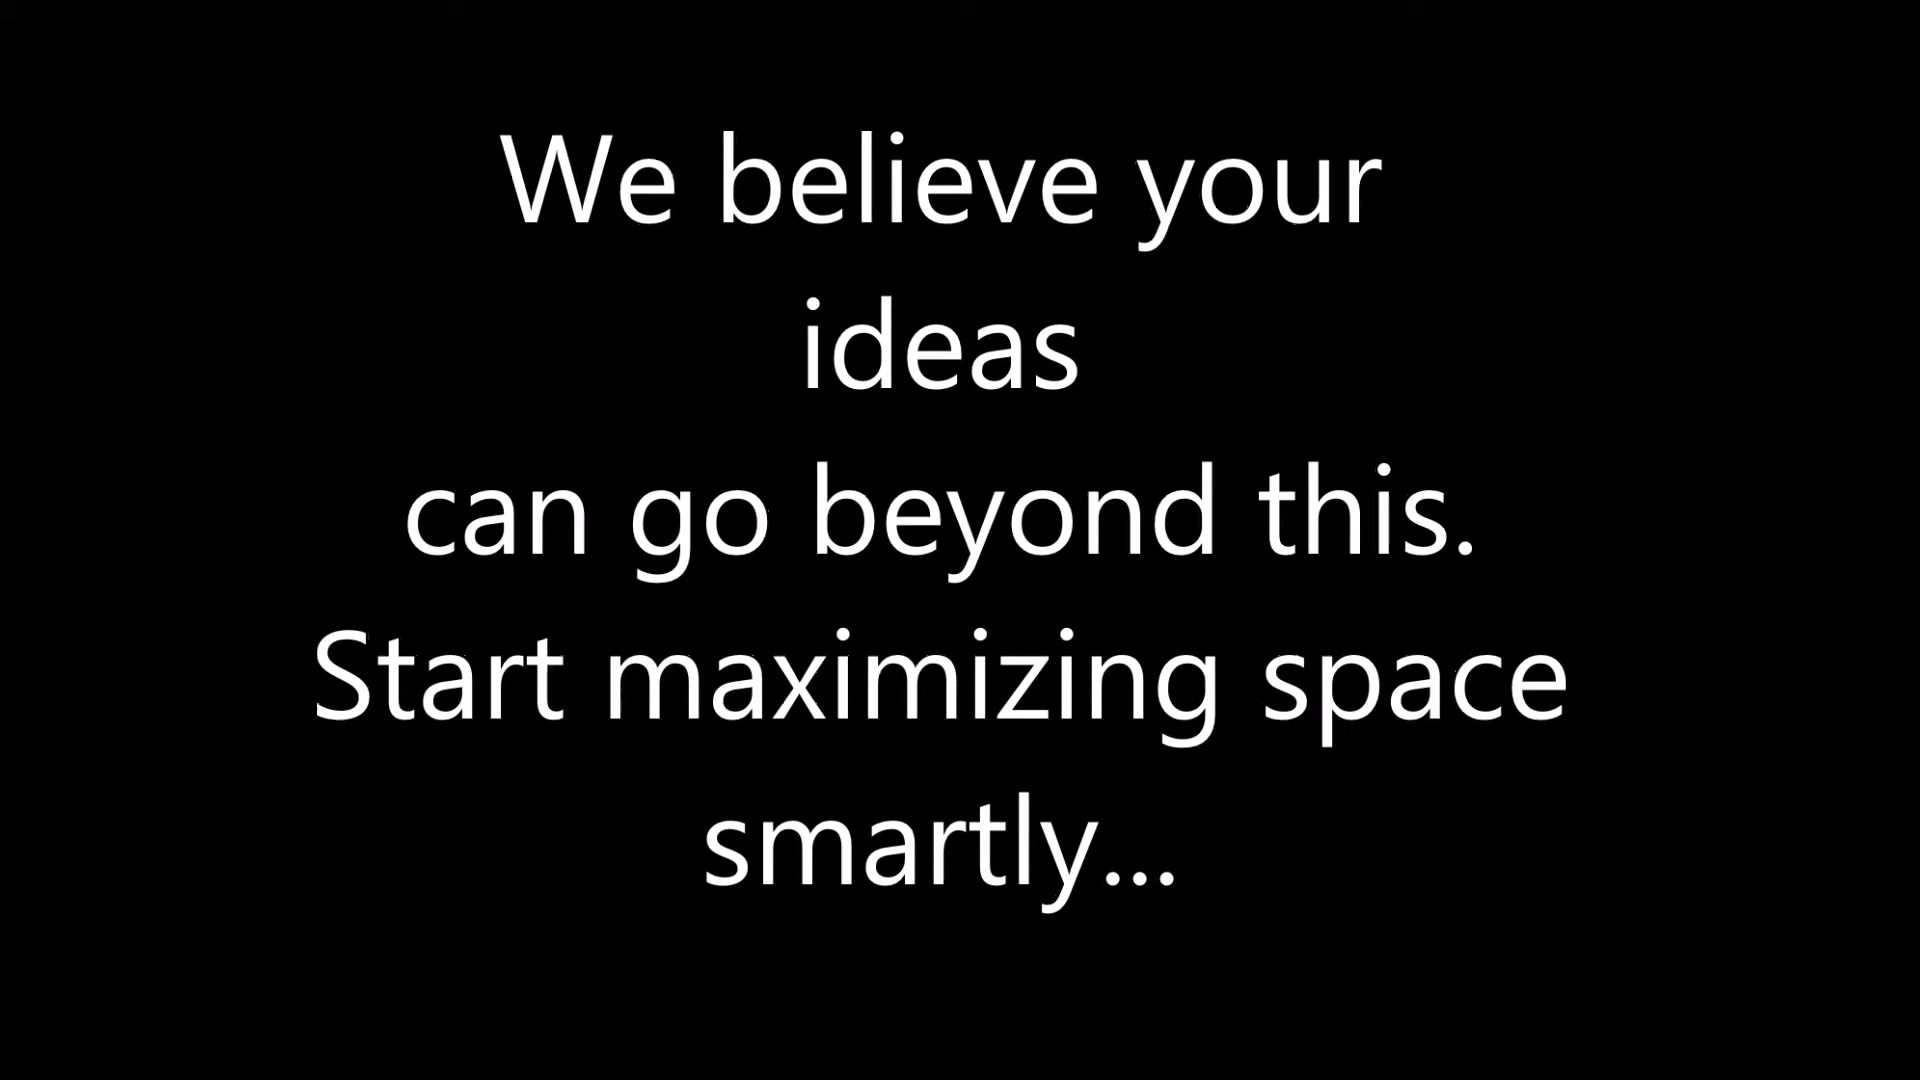 We believe your
ideas
can go beyond this.
Start maximizing space
smartly...